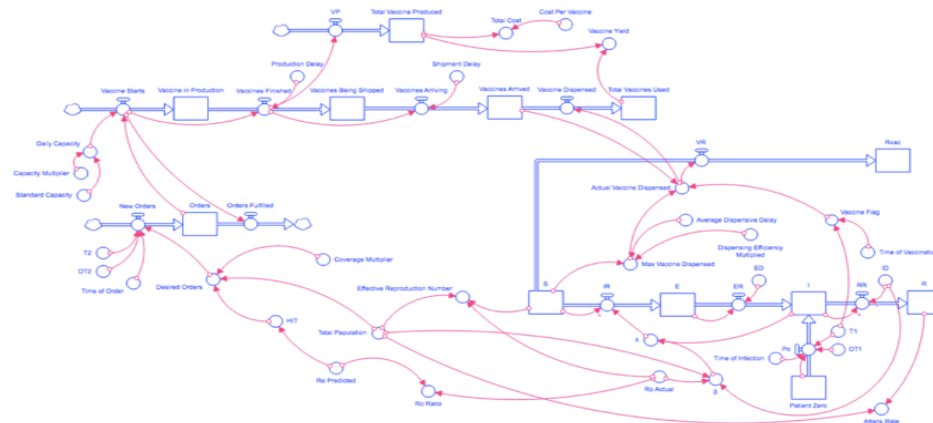 VP
Total Vaccine Produced
Total Cost
Cost Per Vaccine
Vaccine Yield
Production Delay
Shipment Delay
Vaccine Starts
Vaccine in Production
Vaccines Finished
Vaccines Being Shipped
Vaccines Arriving
Vaccines Arrived
Vaccine Dispensed
Total Vaccines Used
Daily Capacity
Capacity Multiplier
Standard Capacity
VR
Rvac
Actual Vaccine Dispensed
New Orders
Orders
Orders Fulfilled
Vaccine Flag
Average Dispensive Delay
Dispensing Efficiency
Multiplied
Time of Vaccinatio
T2
DT2
Time of Order
Coverage Multiplier
Max Vaccine Dispensed
Desired Orders
Effective Reproduction Number
S
IR
E
ER
ED
I
RR
ID
R
HIT
Total Papulation
T1
Time of Infection
Po
DT1
Ro Predicted
Ro Ratio
Ro Actual
Patient Zero
Attack Rate